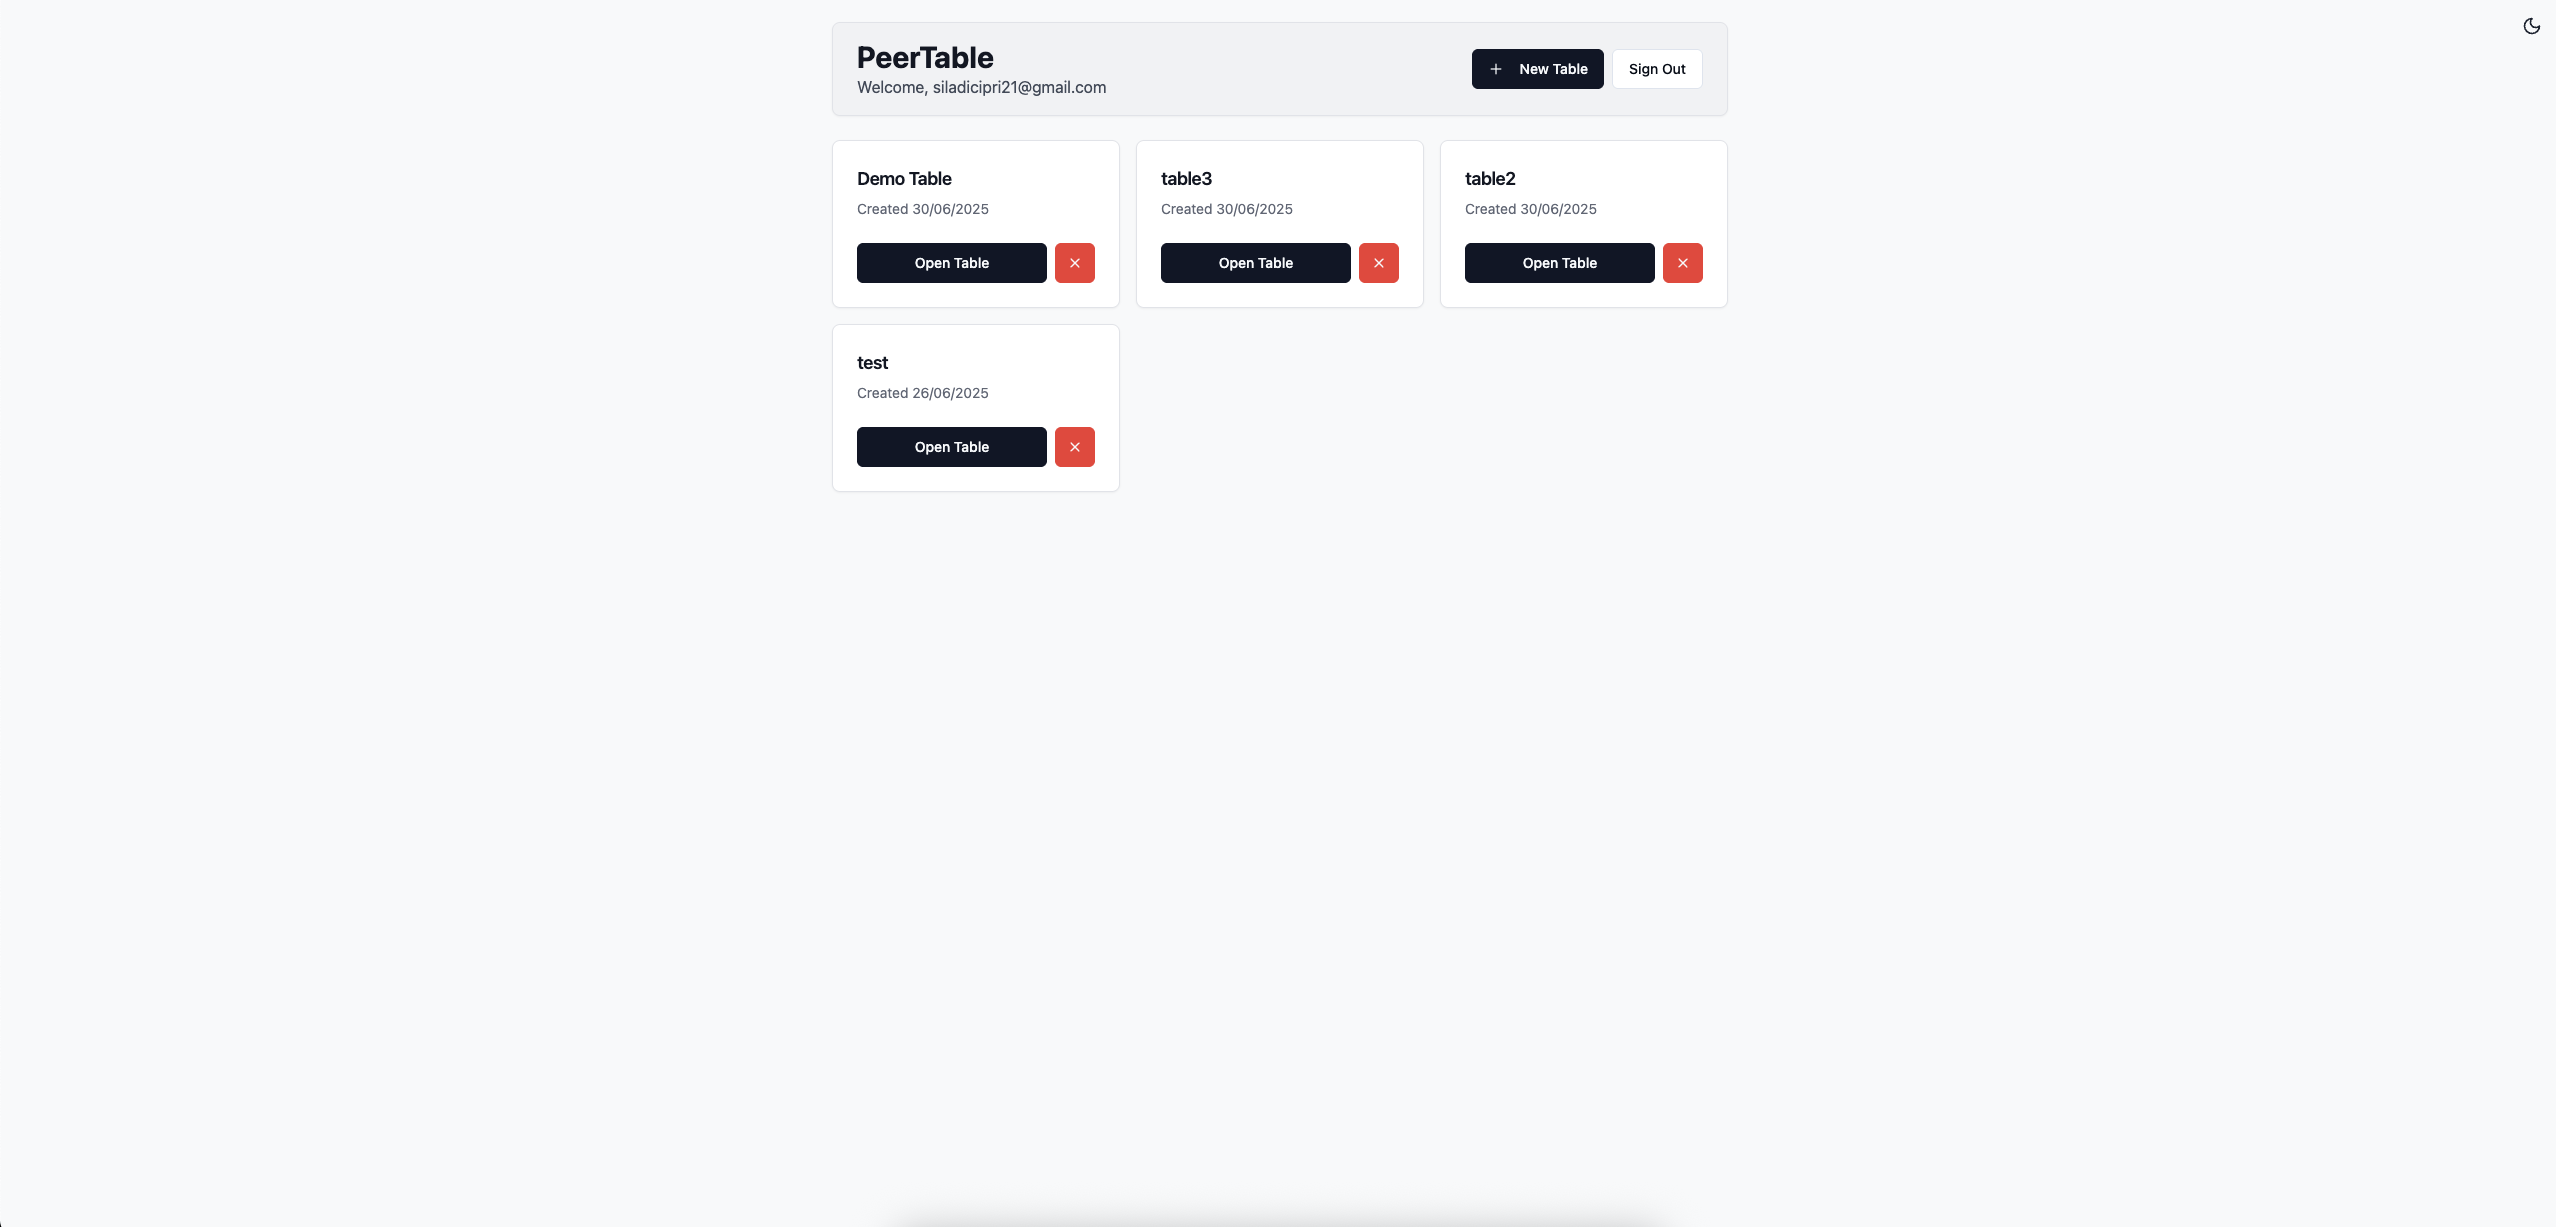 PeerTable
Welcome, siladicipri21@gmail.com
New Table
Sign Out
Demo Table
Created 30/06/2025
Open Table
table3
Created 30/06/2025
Open Table
table2
Created 30/06/2025
Open Table
test
Created 26/06/2025
Open Table